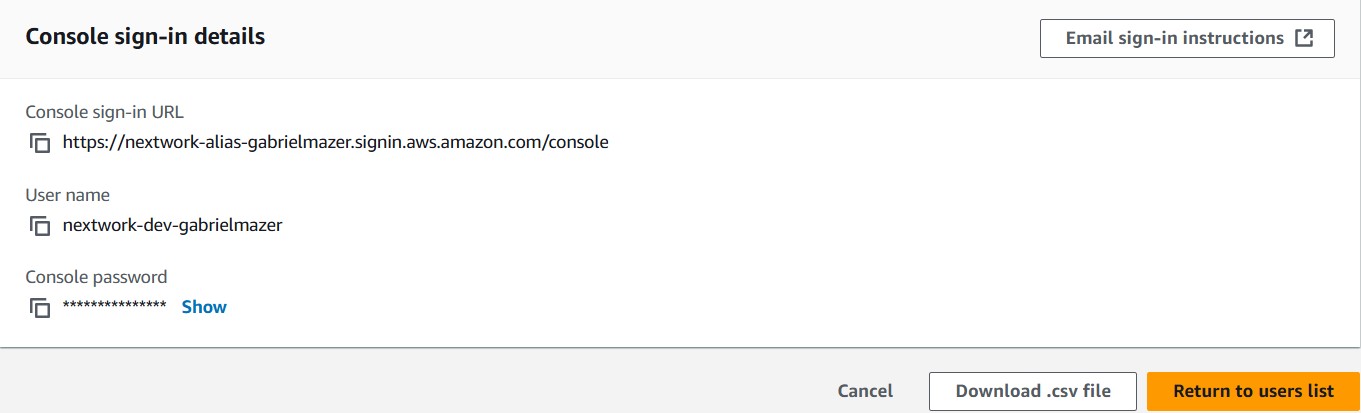 Console sign-in details
Email sign-in instructions
Console sign-in URL
https://nextwork-alias-gabrielmazer.signin.aws.amazon.com/console
User name
nextwork-dev-gabrielmazer
Console password
*************** Show
Cancel
Download .csv file
Return to users list